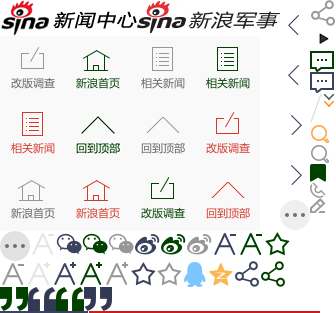 sina 新闻中心 sina 新浪军事
改版调查 新浪首页 相关新闻 相关新闻
相关新闻 回到顶部 回到顶部 改版调查
新浪首页 新浪首页 改版调查 回到顶部
A- A- A-
A- A- A+ A+ A+